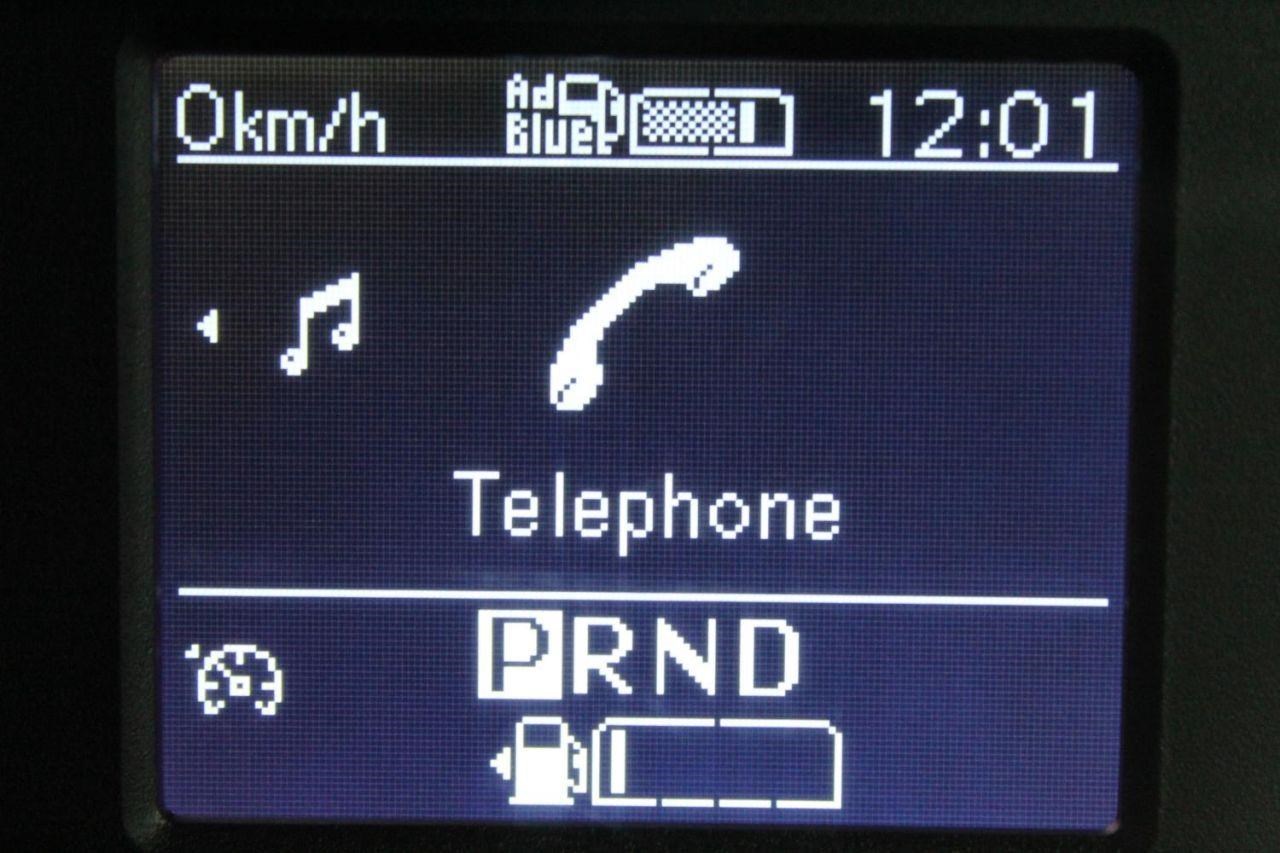 0km/h Ad Blue 12:01
Telephone
PRND